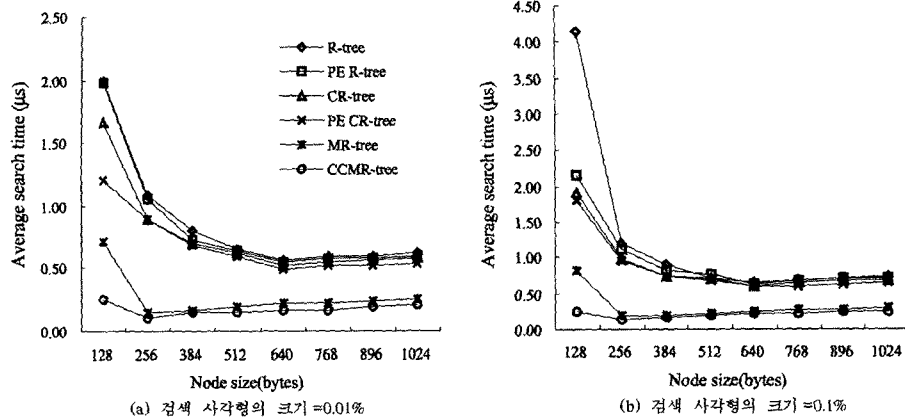 2.50
2.00
1.50
1.00
0.50
0.00
Average search time (μs)
R-tree
PE R-tree
CR-tree
PE CR-tree
MR-tree
CCMR-tree
128 256 384 512 640 768 896 1024
Node size(bytes)
(a) 검색 사각형의 크기 =0.01%
4.50
4.00
3.50
3.00
2.50
2.00
1.50
1.00
0.50
0.00
Average search time (μs)
128 256 384 512 640 768 896 1024
Node size(bytes)
(b) 검색 사각형의 크기 =0.1%